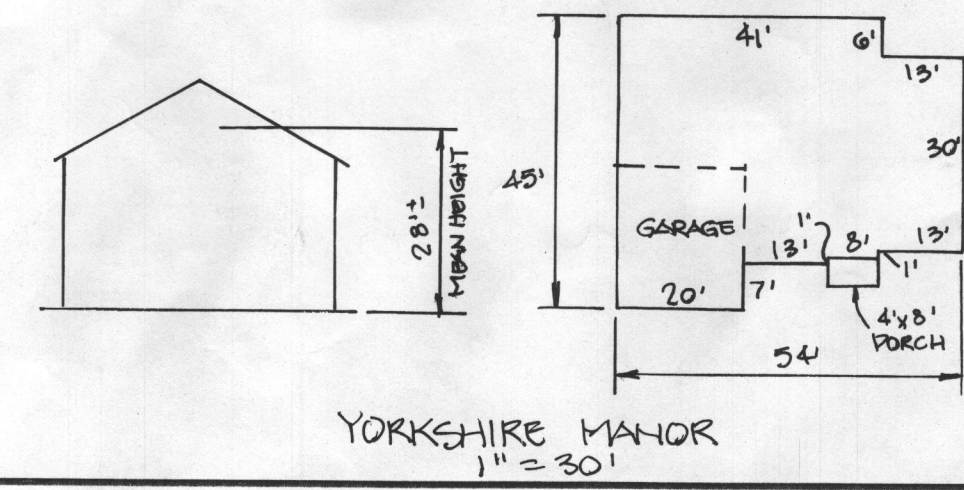 41'
6'
13'
30'
45'
28'±
MEAN HEIGHT
GARAGE
1'
13'
8'
13'
1'
20'
7'
4'x8'
PORCH
54'
YORKSHIRE MANOR
1" = 30'